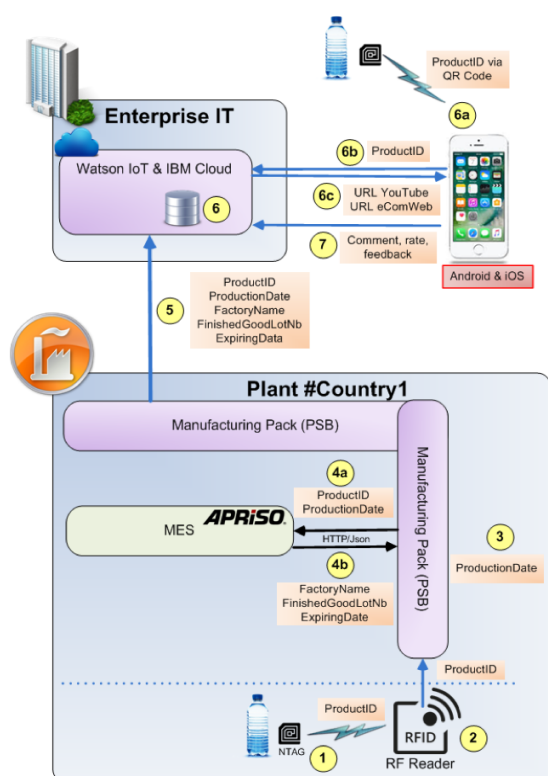 ProductID via
QR Code
6a
Enterprise IT
Watson IoT & IBM Cloud
6
6b
ProductID
6c
URL YouTube
URL eComWeb
7
Comment, rate,
feedback
Android & iOS
5
ProductID
ProductionDate
FactoryName
FinishedGoodLotNb
ExpiringData
Plant #Country1
Manufacturing Pack (PSB)
Manufacturing Pack (PSB)
4a
ProductID
ProductionDate
MES
APRISO.
HTTP/Json
4b
FactoryName
FinishedGoodLotNb
ExpiringDate
3
ProductionDate
ProductID
ProductID
NTAG
1
RFID
RF Reader
2